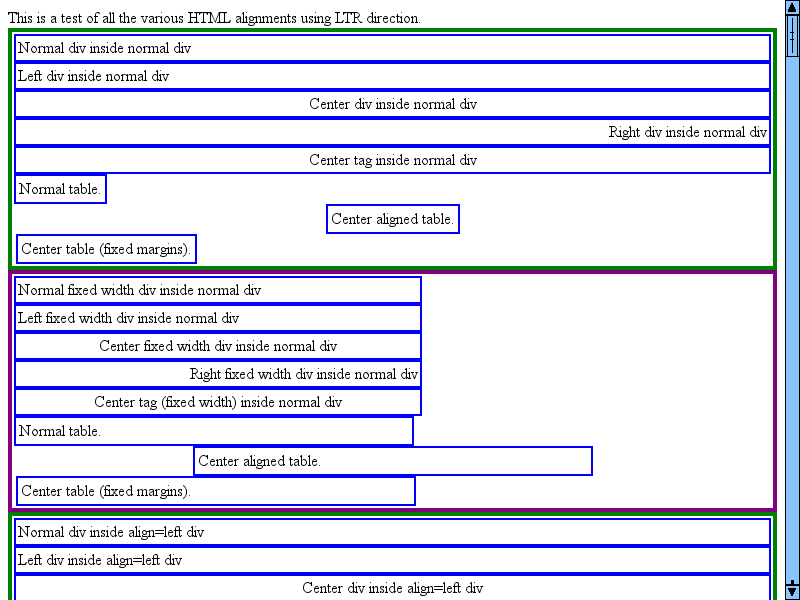 This is a test of all the various HTML alignments using LTR direction.
Normal div inside normal div
Left div inside normal div
Center div inside normal div
Right div inside normal div
Center tag inside normal div
Normal table.
Center aligned table.
Center table (fixed margins).
Normal fixed width div inside normal div
Left fixed width div inside normal div
Center fixed width div inside normal div
Right fixed width div inside normal div
Center tag (fixed width) inside normal div
Normal table.
Center aligned table.
Center table (fixed margins).
Normal div inside align=left div
Left div inside align=left div
Center div inside align=left div